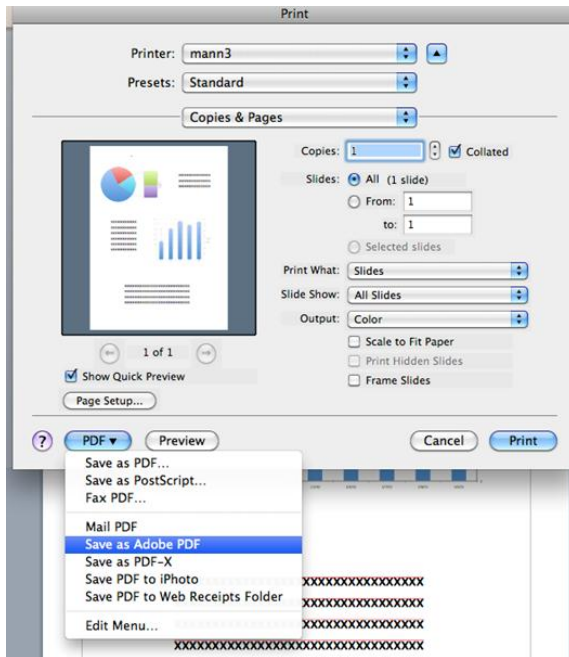 Print
Printer: mann3
Presets: Standard
Copies & Pages
Copies: 1 Collated
Slides: All (1 slide)
From: 1
to: 1
Selected slides
Print What: Slides
Slide Show: All Slides
Output: Color
Scale to Fit Paper
Print Hidden Slides
Frame Slides
1 of 1
Show Quick Preview
Page Setup...
? PDF Preview Cancel Print
Save as PDF...
Save as PostScript...
Fax PDF...
Mail PDF
Save as Adobe PDF
Save as PDF-X
Save PDF to iPhoto
Save PDF to Web Receipts Folder
Edit Menu...